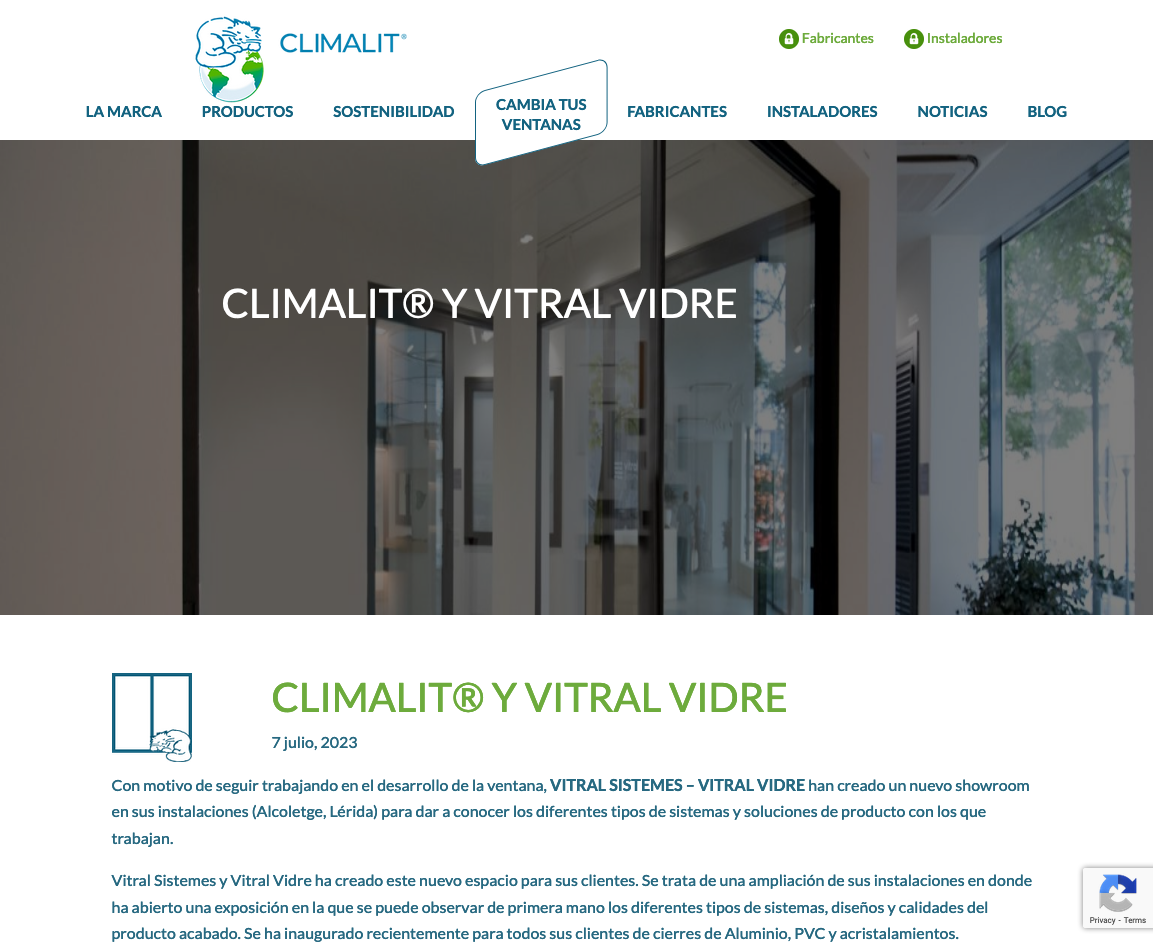 CLIMALIT®
Fabricantes
Instaladores
LA MARCA
PRODUCTOS
SOSTENIBILIDAD
CAMBIA TUS
VENTANAS
FABRICANTES
INSTALADORES
NOTICIAS
BLOG
CLIMALIT® Y VITRAL VIDRE
CLIMALIT® Y VITRAL VIDRE
7 julio, 2023
Con motivo de seguir trabajando en el desarrollo de la ventana, VITRAL SISTEMES – VITRAL VIDRE han creado un nuevo showroom
en sus instalaciones (Alcoletge, Lérida) para dar a conocer los diferentes tipos de sistemas y soluciones de producto con los que
trabajan.
Vitral Sistemes y Vitral Vidre ha creado este nuevo espacio para sus clientes. Se trata de una ampliación de sus instalaciones en donde
ha abierto una exposición en la que se puede observar de primera mano los diferentes tipos de sistemas, diseños y calidades del
producto acabado. Se ha inaugurado recientemente para todos sus clientes de cierres de Aluminio, PVC y acristalamientos.
Privacy - Terms